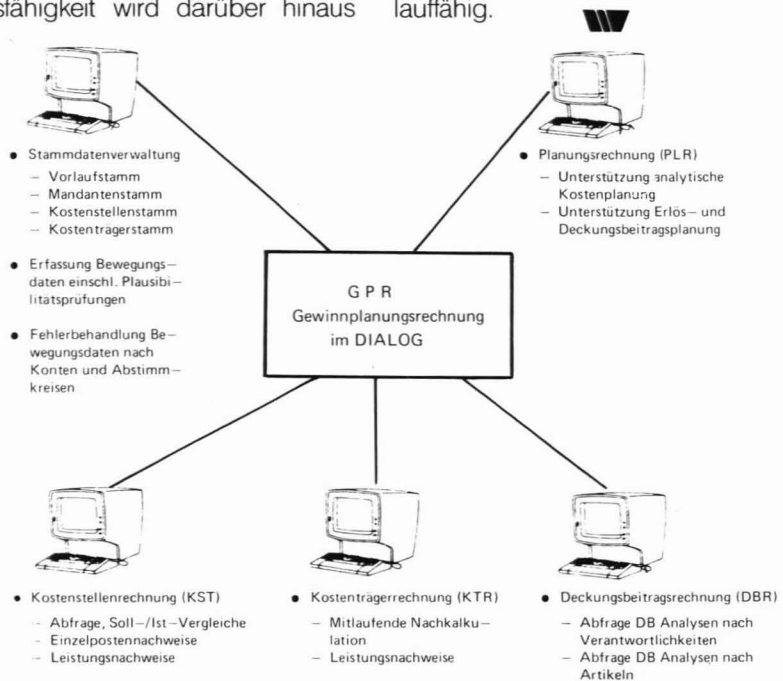 sfähigkeit wird darüber hinaus
lauffähig.
• Stammdatenverwaltung
– Vorlaufstamm
– Mandantenstamm
– Kostenstellenstamm
– Kostenträgerstamm
• Erfassung Bewegungs–
daten einschl. Plausibi–
litätsprüfungen
• Fehlerbehandlung Be–
wegungsdaten nach
Konten und Abstimm–
kreisen
• Planungsrechnung (PLR)
– Unterstützung analytische
Kostenplanung
– Unterstützung Erlös– und
Deckungsbeitragsplanung
G P R
Gewinnplanungsrechnung
im DIALOG
• Kostenstellenrechnung (KST)
– Abfrage, Soll–/Ist–Vergleiche
– Einzelpostennachweise
– Leistungsnachweise
• Kostenträgerrechnung (KTR)
– Mitlaufende Nachkalku–
lation
– Leistungsnachweise
• Deckungsbeitragsrechnung (DBR)
– Abfrage DB Analysen nach
Verantwortlichkeiten
– Abfrage DB Analysen nach
Artikeln